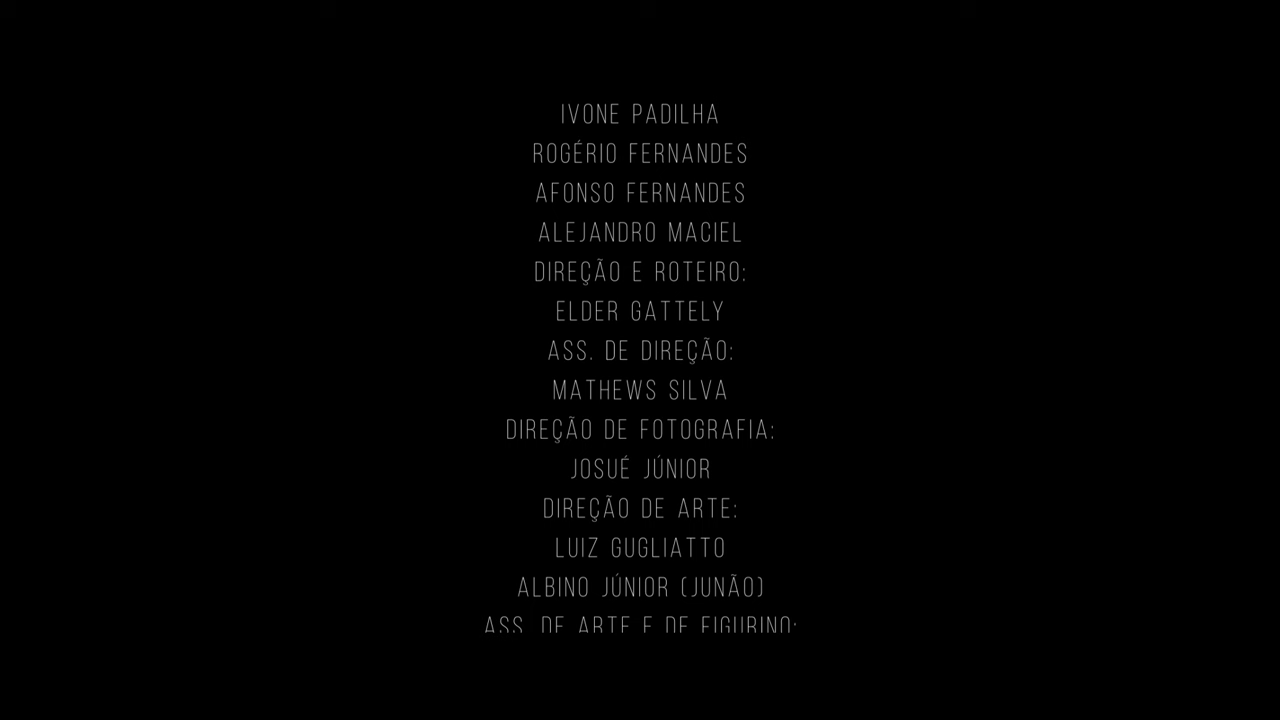 IVONE PADILHA
ROGÉRIO FERNANDES
AFONSO FERNANDES
ALEJANDRO MACIEL
DIREÇÃO E ROTEIRO:
ELDER GATTELY
ASS. DE DIREÇÃO:
MATHEWS SILVA
DIREÇÃO DE FOTOGRAFIA:
JOSUÉ JÚNIOR
DIREÇÃO DE ARTE:
LUIZ GUGLIATTO
ALBINO JÚNIOR (JUNÃO)
ASS. DE ARTE E DE FIGURINO: